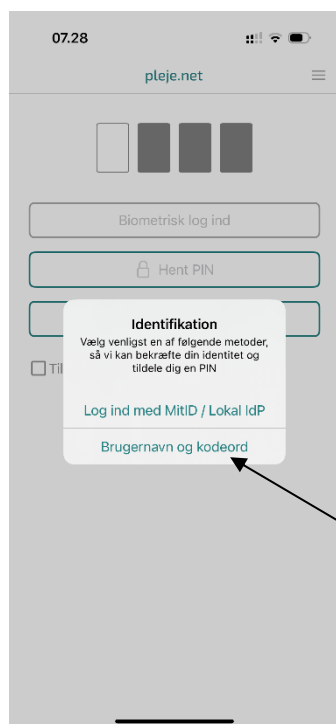 07.28
pleje.net
Biometrisk log ind
Hent PIN
Identifikation
Vælg venligst en af følgende metoder,
så vi kan bekræfte din identitet og
tildele dig en PIN
Til
Log ind med MitID / Lokal IdP
Brugernavn og kodeord